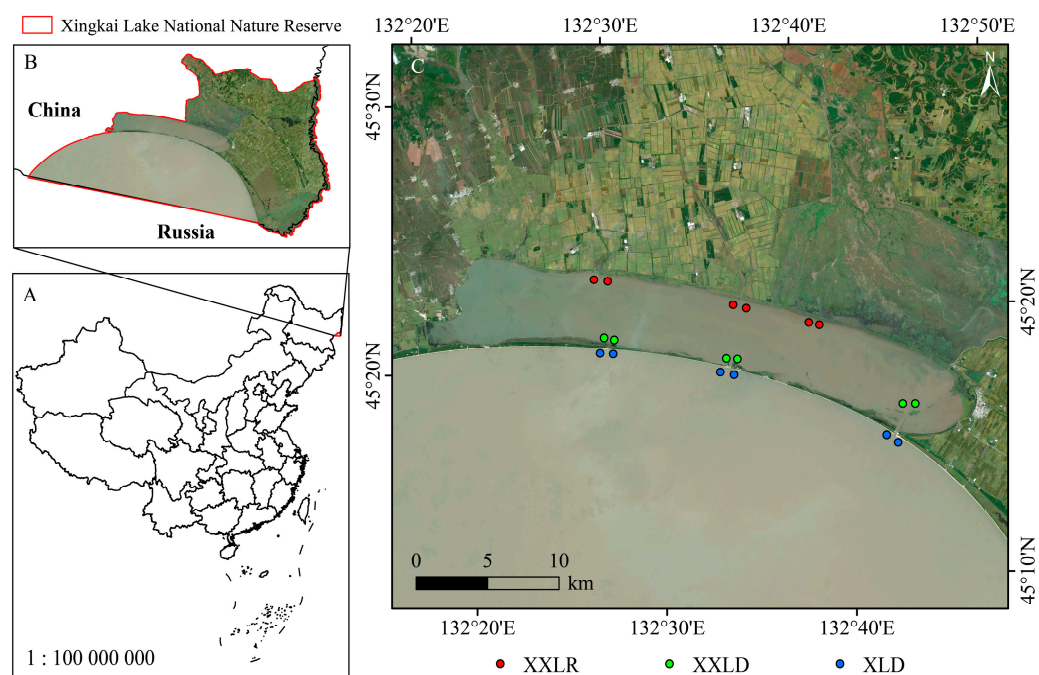 Xingkai Lake National Nature Reserve
B
China
Russia
A
1 : 100 000 000
132°20'E
132°30'E
132°40'E
132°50'E
C
N
45°30'N
45°20'N
45°20'N
45°10'N
0
5
10
km
132°20'E
132°30'E
132°40'E
XXLR
XXLD
XLD